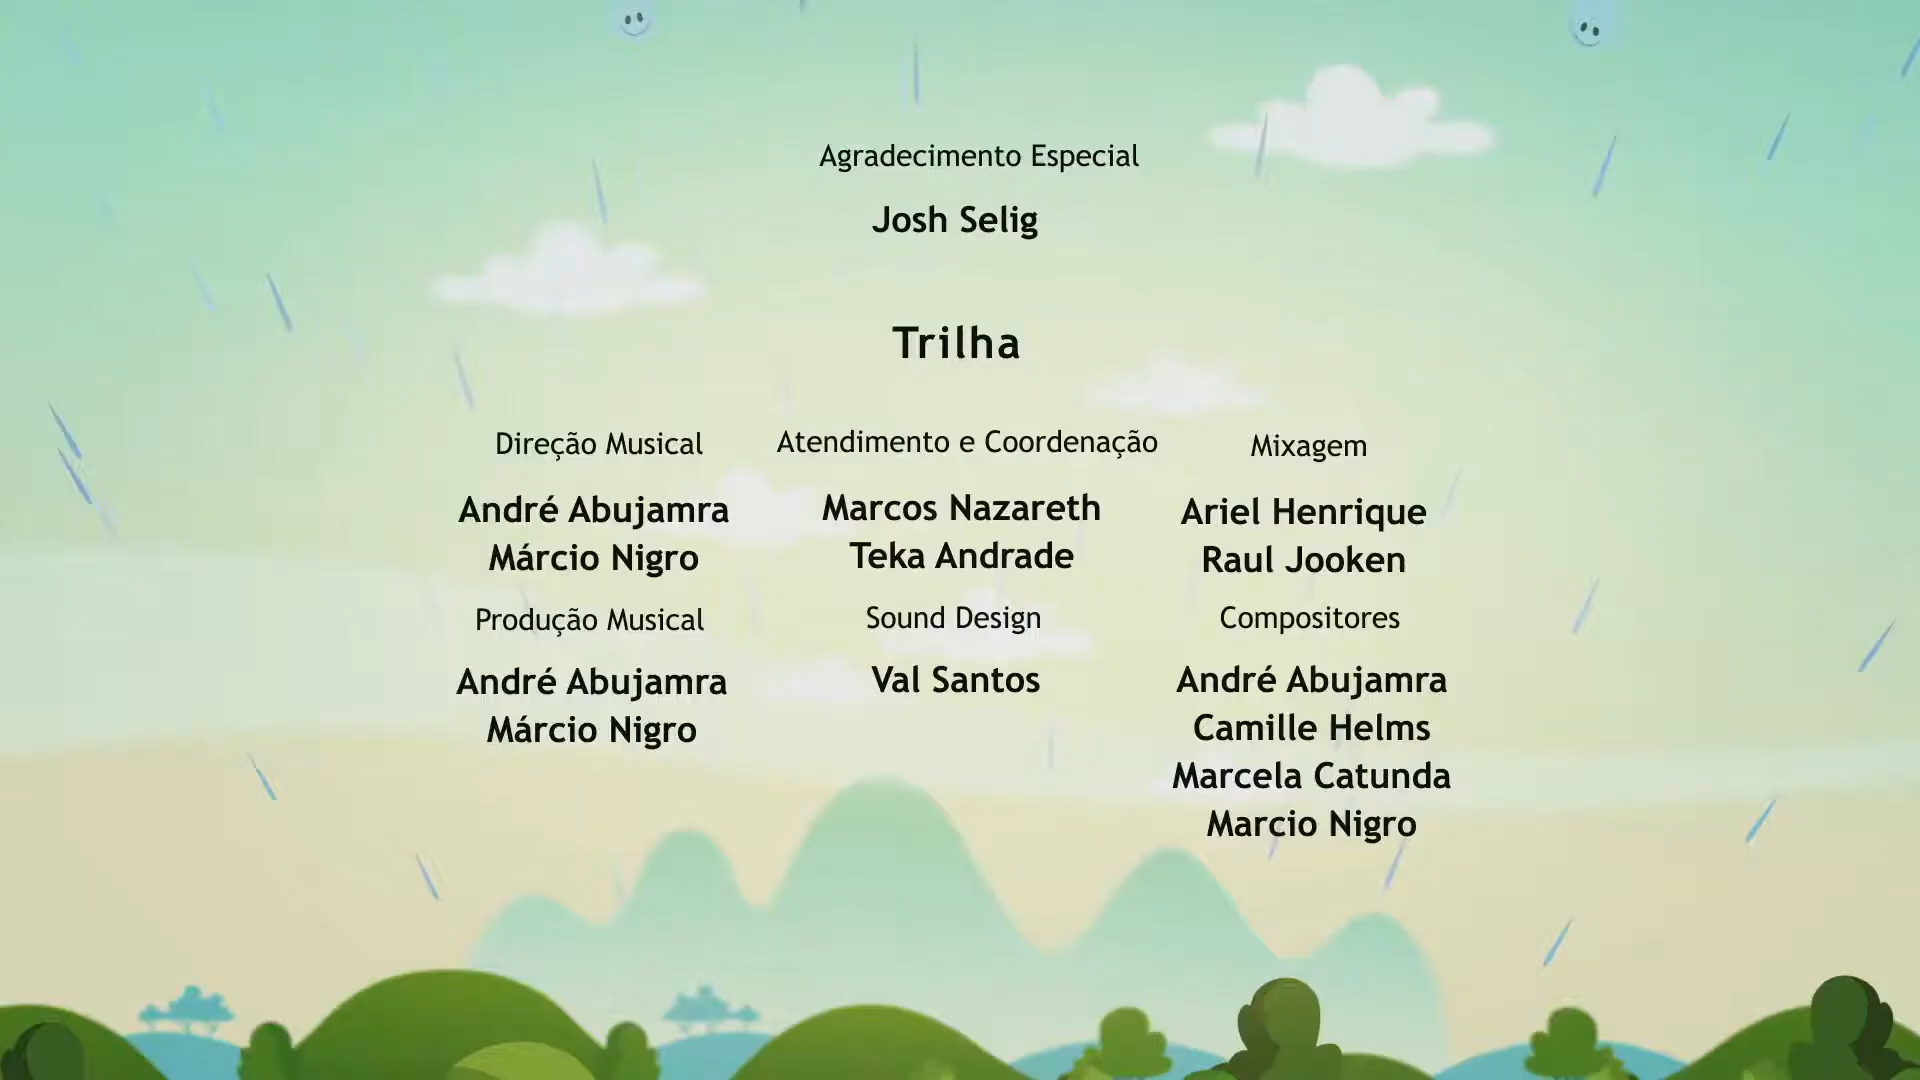 Agradecimento Especial
Josh Selig
Trilha
Direção Musical
André Abujamra
Márcio Nigro
Atendimento e Coordenação
Marcos Nazareth
Teka Andrade
Mixagem
Ariel Henrique
Raul Jooken
Produção Musical
André Abujamra
Márcio Nigro
Sound Design
Val Santos
Compositores
André Abujamra
Camille Helms
Marcela Catunda
Marcio Nigro